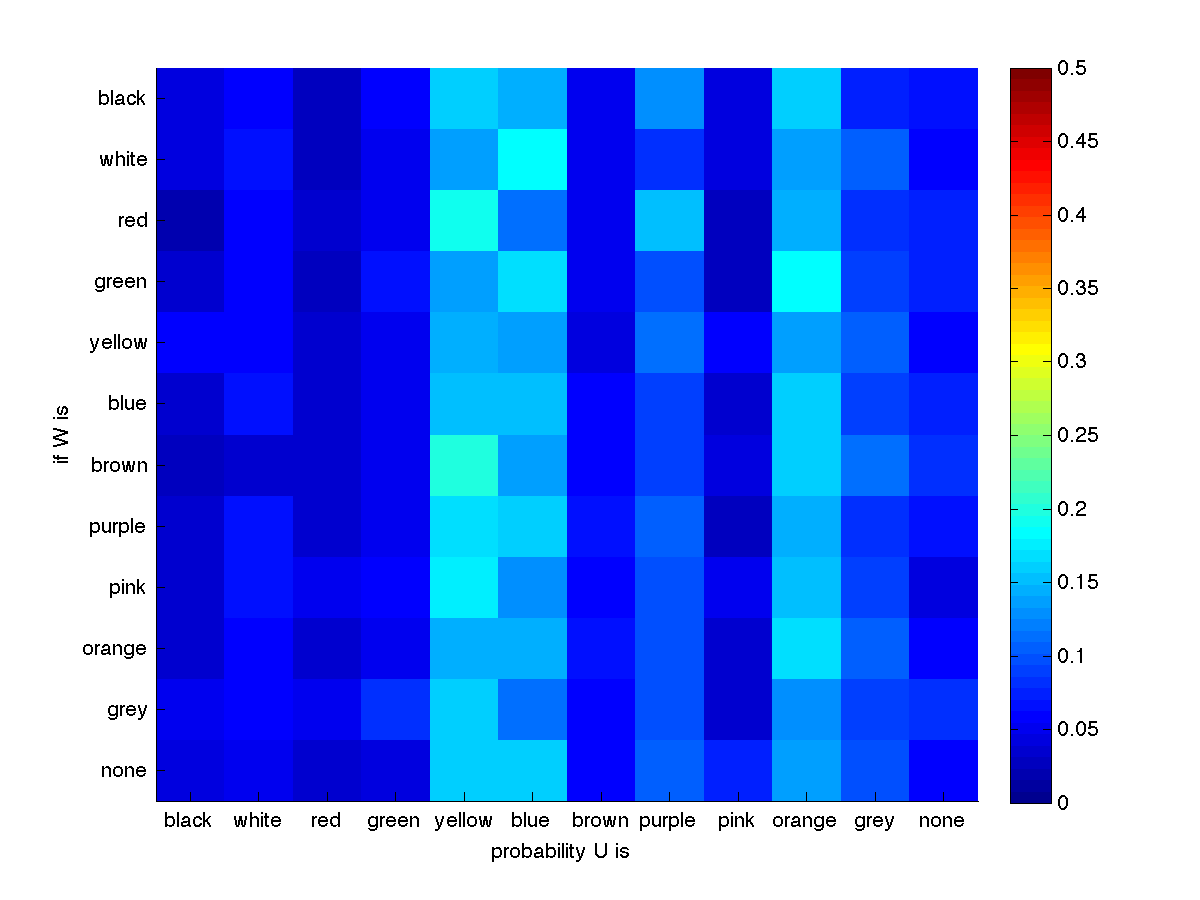 black
white
red
green
yellow
blue
brown
purple
pink
orange
grey
none
if W is
black white red green yellow blue brown purple pink orange grey none
probability U is
0.5
0.45
0.4
0.35
0.3
0.25
0.2
0.15
0.1
0.05
0